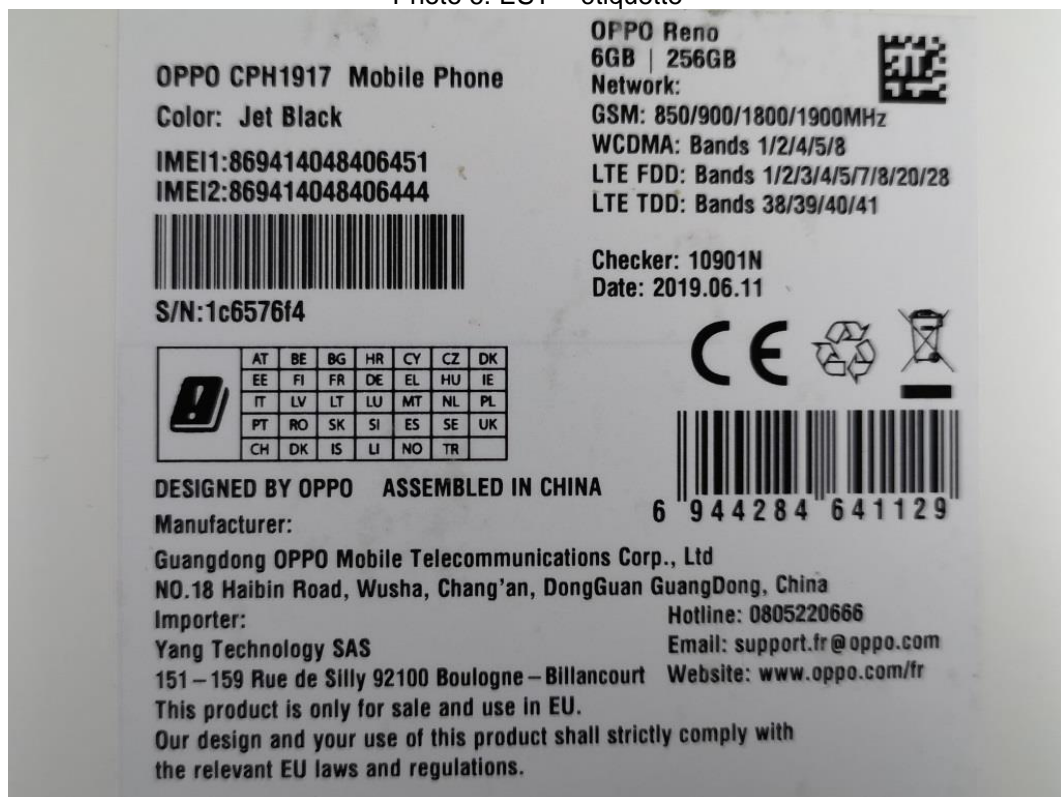 OPPO CPH1917 Mobile Phone
Color: Jet Black
IMEI1:869414048406451
IMEI2:869414048406444
S/N:1c6576f4
OPPO Reno
6GB | 256GB
Network:
GSM: 850/900/1800/1900MHz
WCDMA: Bands 1/2/4/5/8
LTE FDD: Bands 1/2/3/4/5/7/8/20/28
LTE TDD: Bands 38/39/40/41
Checker: 10901N
Date: 2019.06.11
CE
AT BE BG HR CY CZ DK
EE FI FR DE EL HU IE
IT LV LT LU MT NL PL
PT RO SK SI ES SE UK
CH DK IS LI NO TR
6 944284 641129
DESIGNED BY OPPO ASSEMBLED IN CHINA
Manufacturer:
Guangdong OPPO Mobile Telecommunications Corp., Ltd
NO.18 Haibin Road, Wusha, Chang'an, DongGuan GuangDong, China
Importer:
Yang Technology SAS
151–159 Rue de Silly 92100 Boulogne–Billancourt
Hotline: 0805220666
Email: support.fr@oppo.com
Website: www.oppo.com/fr
This product is only for sale and use in EU.
Our design and your use of this product shall strictly comply with
the relevant EU laws and regulations.